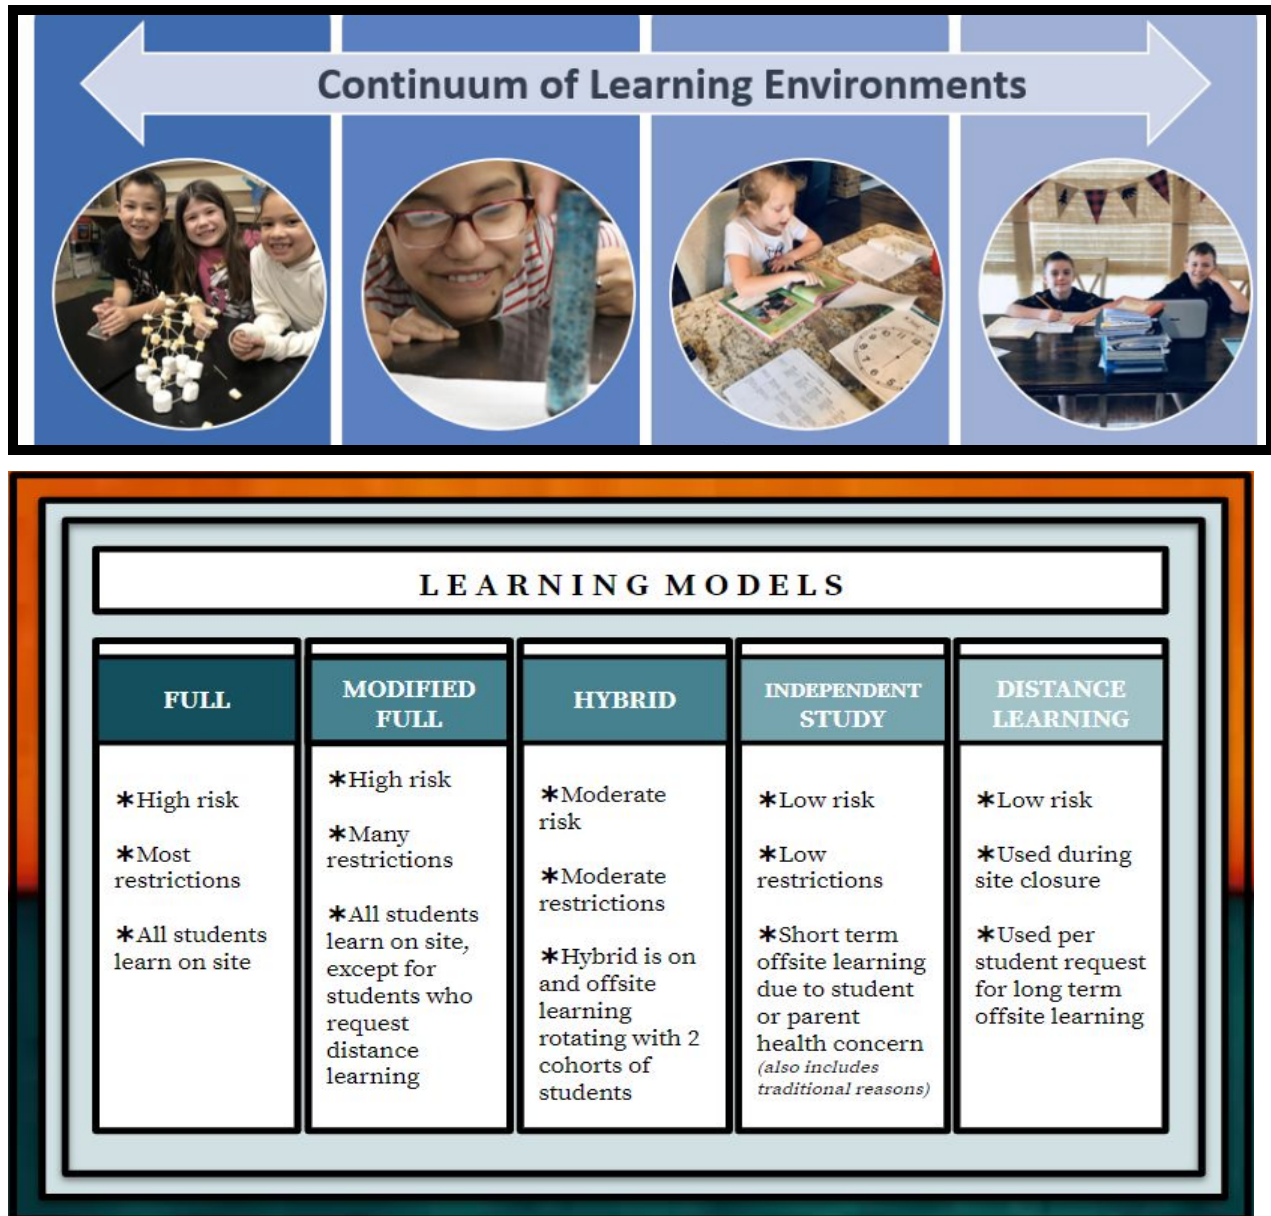 Continuum of Learning Environments
LEARNING MODELS
FULL
✱High risk
✱Most
restrictions
✱All students
learn on site
MODIFIED
FULL
✱High risk
✱Many
restrictions
✱All students
learn on site,
except for
students who
request
distance
learning
HYBRID
✱Moderate
risk
✱Moderate
restrictions
✱Hybrid is on
and offsite
learning
rotating with 2
cohorts of
students
INDEPENDENT
STUDY
✱Low risk
✱Low
restrictions
✱Short term
offsite learning
due to student
or parent
health concern
(also includes
traditional reasons)
DISTANCE
LEARNING
✱Low risk
✱Used during
site closure
✱Used per
student request
for long term
offsite learning